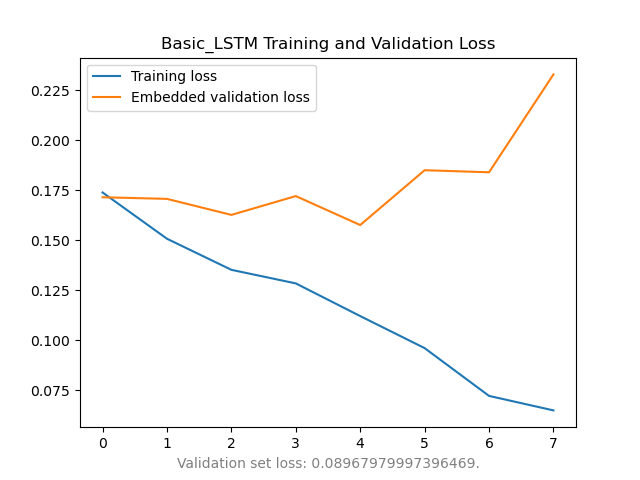 Basic_LSTM Training and Validation Loss
Training loss
Embedded validation loss
0.225
0.200
0.175
0.150
0.125
0.100
0.075
0 1 2 3 4 5 6 7
Validation set loss: 0.08967979997396469.